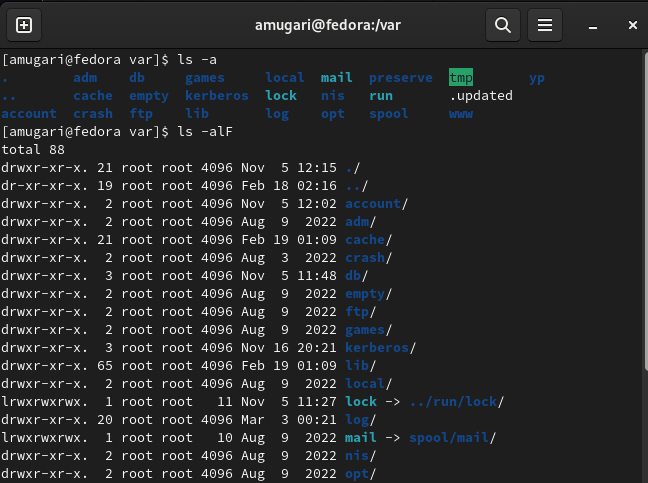 amugari@fedora:/var
[amugari@fedora var]$ ls -a
.        adm    db     games     local  mail  preserve  tmp       yp
..       cache  empty  kerberos  lock   nis   run       .updated
account  crash  ftp    lib       log    opt   spool     www
[amugari@fedora var]$ ls -alF
total 88
drwxr-xr-x. 21 root root 4096 Nov  5 12:15 ./
dr-xr-xr-x. 19 root root 4096 Feb 18 02:16 ../
drwxr-xr-x.  2 root root 4096 Nov  5 12:02 account/
drwxr-xr-x.  2 root root 4096 Aug  9  2022 adm/
drwxr-xr-x. 21 root root 4096 Feb 19 01:09 cache/
drwxr-xr-x.  2 root root 4096 Aug  3  2022 crash/
drwxr-xr-x.  3 root root 4096 Nov  5 11:48 db/
drwxr-xr-x.  2 root root 4096 Aug  9  2022 empty/
drwxr-xr-x.  2 root root 4096 Aug  9  2022 ftp/
drwxr-xr-x.  2 root root 4096 Aug  9  2022 games/
drwxr-xr-x.  3 root root 4096 Nov 16 20:21 kerberos/
drwxr-xr-x. 65 root root 4096 Feb 19 01:09 lib/
drwxr-xr-x.  2 root root 4096 Aug  9  2022 local/
lrwxrwxrwx.  1 root root   11 Nov  5 11:27 lock -> ../run/lock/
drwxr-xr-x. 20 root root 4096 Mar  3 00:21 log/
lrwxrwxrwx.  1 root root   10 Aug  9  2022 mail -> spool/mail/
drwxr-xr-x.  2 root root 4096 Aug  9  2022 nis/
drwxr-xr-x.  2 root root 4096 Aug  9  2022 opt/